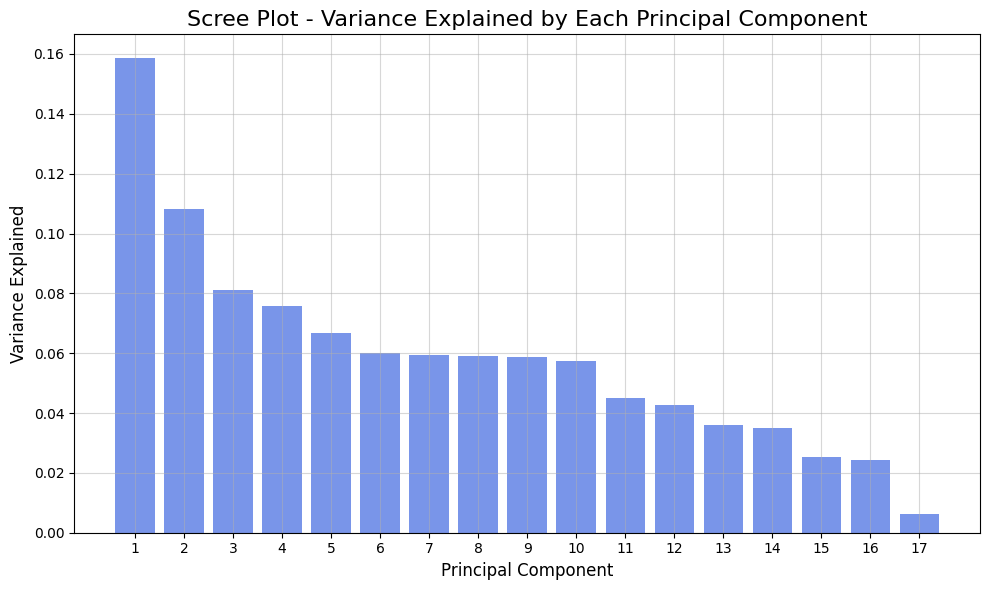 Scree Plot - Variance Explained by Each Principal Component
Variance Explained
0.16
0.14
0.12
0.10
0.08
0.06
0.04
0.02
0.00
1 2 3 4 5 6 7 8 9 10 11 12 13 14 15 16 17
Principal Component